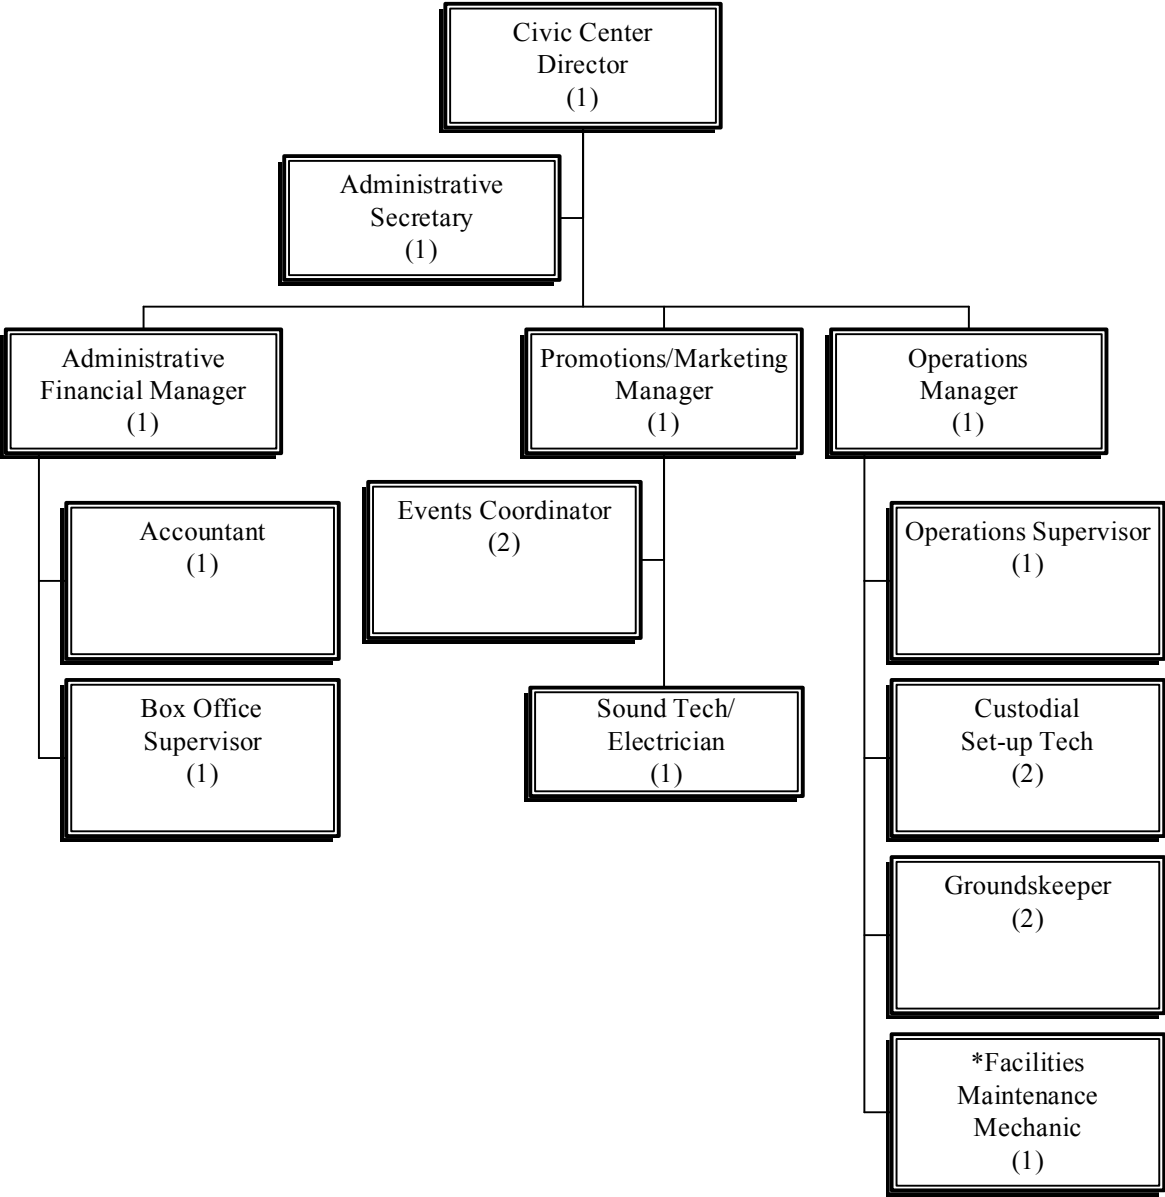 Civic Center
Director
(1)
Administrative
Secretary
(1)
Administrative
Financial Manager
(1)
Promotions/Marketing
Manager
(1)
Operations
Manager
(1)
Accountant
(1)
Events Coordinator
(2)
Operations Supervisor
(1)
Box Office
Supervisor
(1)
Sound Tech/
Electrician
(1)
Custodial
Set-up Tech
(2)
Groundskeeper
(2)
*Facilities
Maintenance
Mechanic
(1)